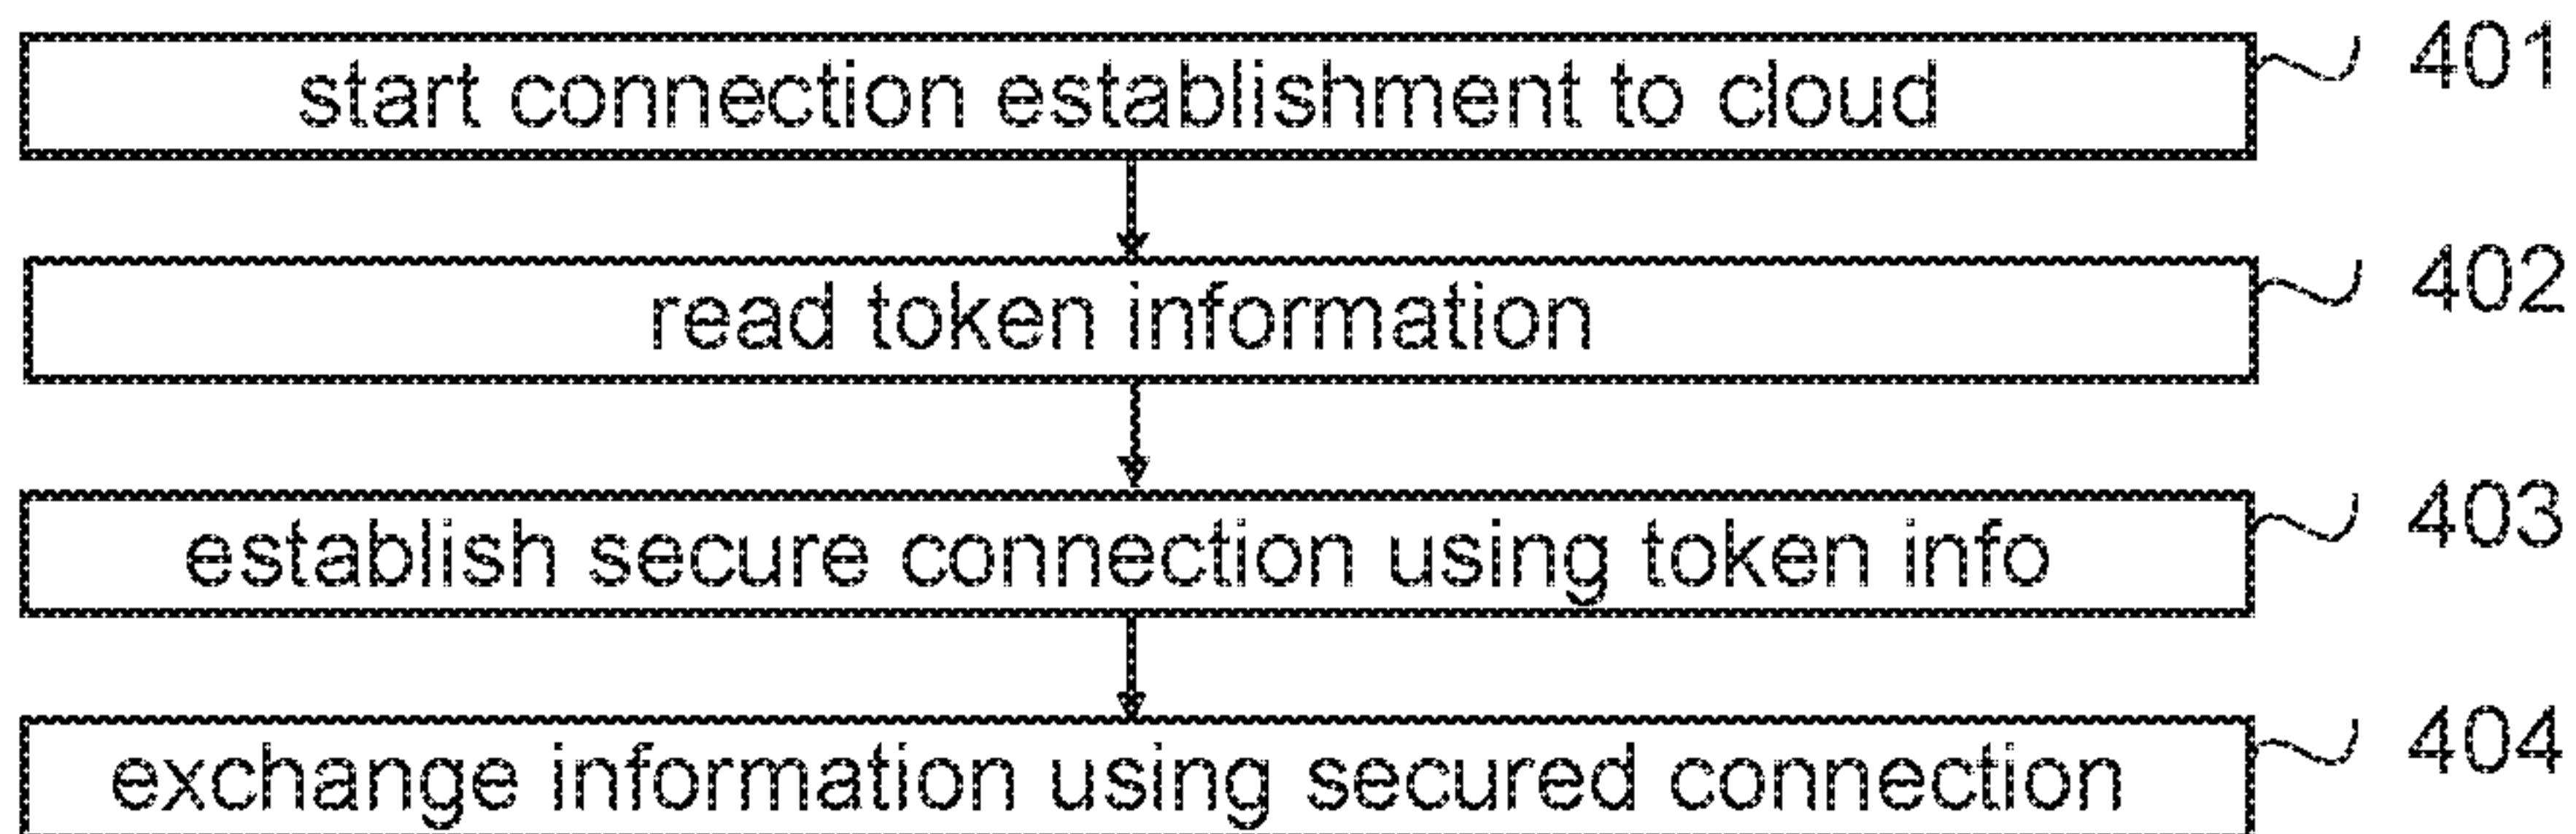 start connection establishment to cloud 401
read token information 402
establish secure connection using token info 403
exchange information using secured connection 404